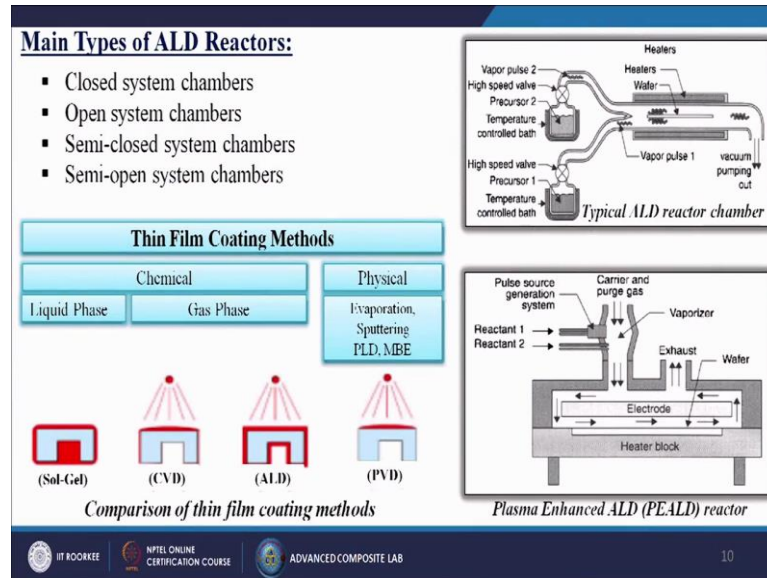 Main Types of ALD Reactors:
▪ Closed system chambers
▪ Open system chambers
▪ Semi-closed system chambers
▪ Semi-open system chambers
Thin Film Coating Methods
Chemical
Physical
Liquid Phase
Gas Phase
Evaporation,
Sputtering
PLD, MBE
(Sol-Gel)
(CVD)
(ALD)
(PVD)
Comparison of thin film coating methods
Heaters
Vapor pulse 2
Heaters
High speed valve
Wafer
Precursor 2
Temperature
controlled bath
High speed valve
Vapor pulse 1
Precursor 1
vacuum
pumping
out
Temperature
controlled bath
Typical ALD reactor chamber
Pulse source
generation
system
Carrier and
purge gas
Vaporizer
Reactant 1
Reactant 2
Exhaust
Wafer
Electrode
Heater block
Plasma Enhanced ALD (PEALD) reactor
IIT ROORKEE
NPTEL ONLINE
CERTIFICATION COURSE
ADVANCED COMPOSITE LAB
10